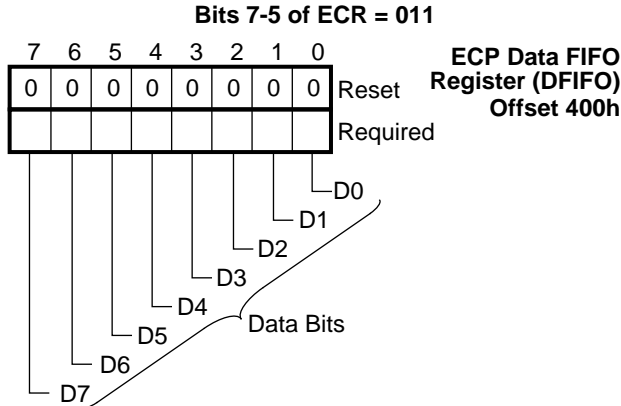 Bits 7-5 of ECR = 011
7 6 5 4 3 2 1 0
ECP Data FIFO
Register (DFIFO)
Offset 400h
0 0 0 0 0 0 0 0 Reset
Required
D0
D1
D2
D3
D4
D5
D6
D7
Data Bits